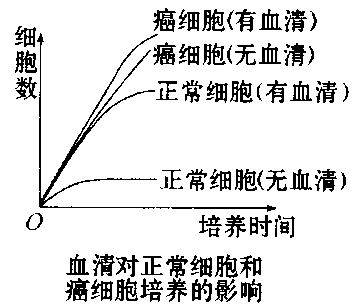 细胞数
癌细胞(有血清)
癌细胞(无血清)
正常细胞(有血清)
正常细胞(无血清)
O
培养时间
血清对正常细胞和
癌细胞培养的影响